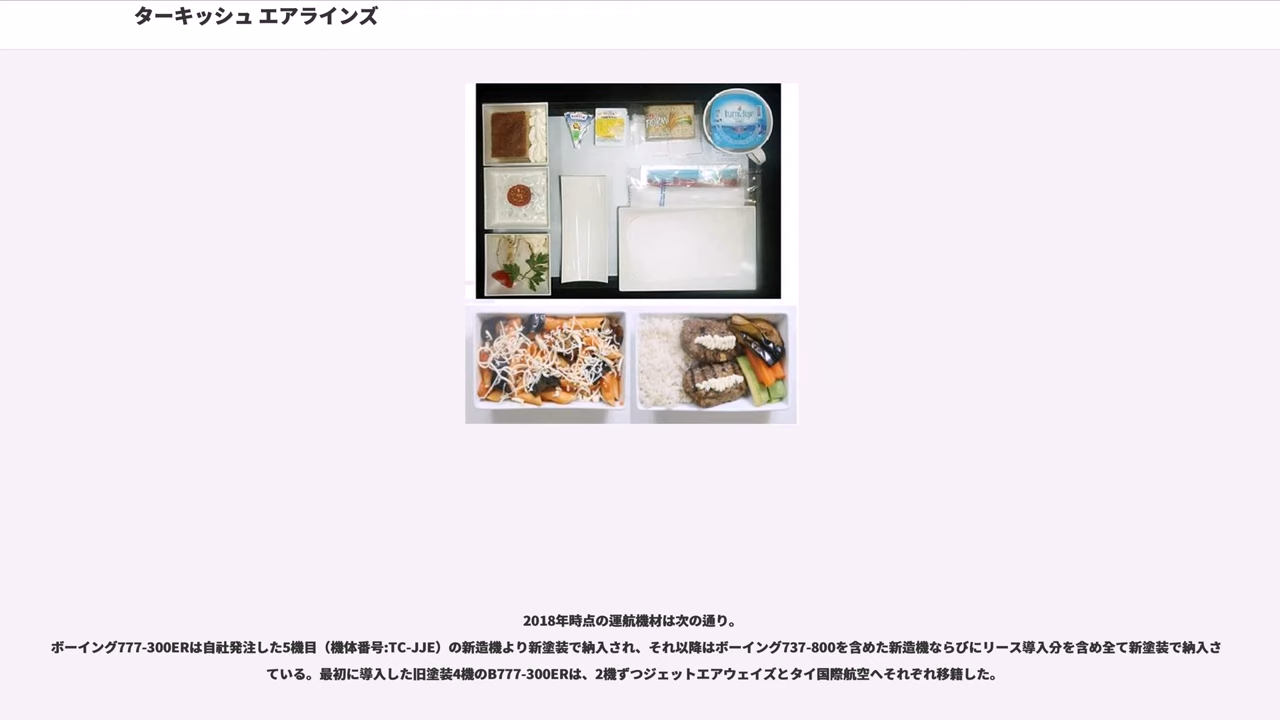 ターキッシュ エアラインズ
2018年時点の運航機材は次の通り。
ボーイング777-300ERは自社発注した5機目（機体番号:TC-JJE）の新造機より新塗装で納入され、それ以降はボーイング737-800を含めた新造機ならびにリース導入分を含め全て新塗装で納入さ
ている。最初に導入した旧塗装4機のB777-300ERは、2機ずつジェットエアウェイズとタイ国際航空へそれぞれ移籍した。